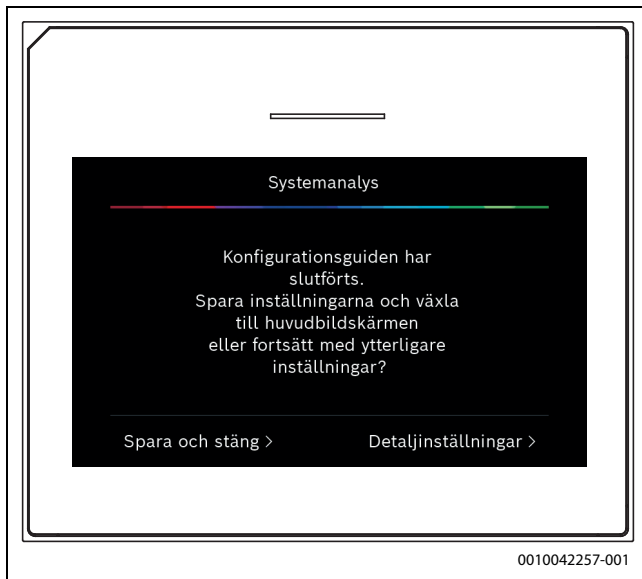 Systemanalys
Konfigurationsguiden har
slutförts.
Spara inställningarna och växla
till huvudbildskärmen
eller fortsätt med ytterligare
inställningar?
Spara och stäng >
Detaljinställningar >
0010042257-001